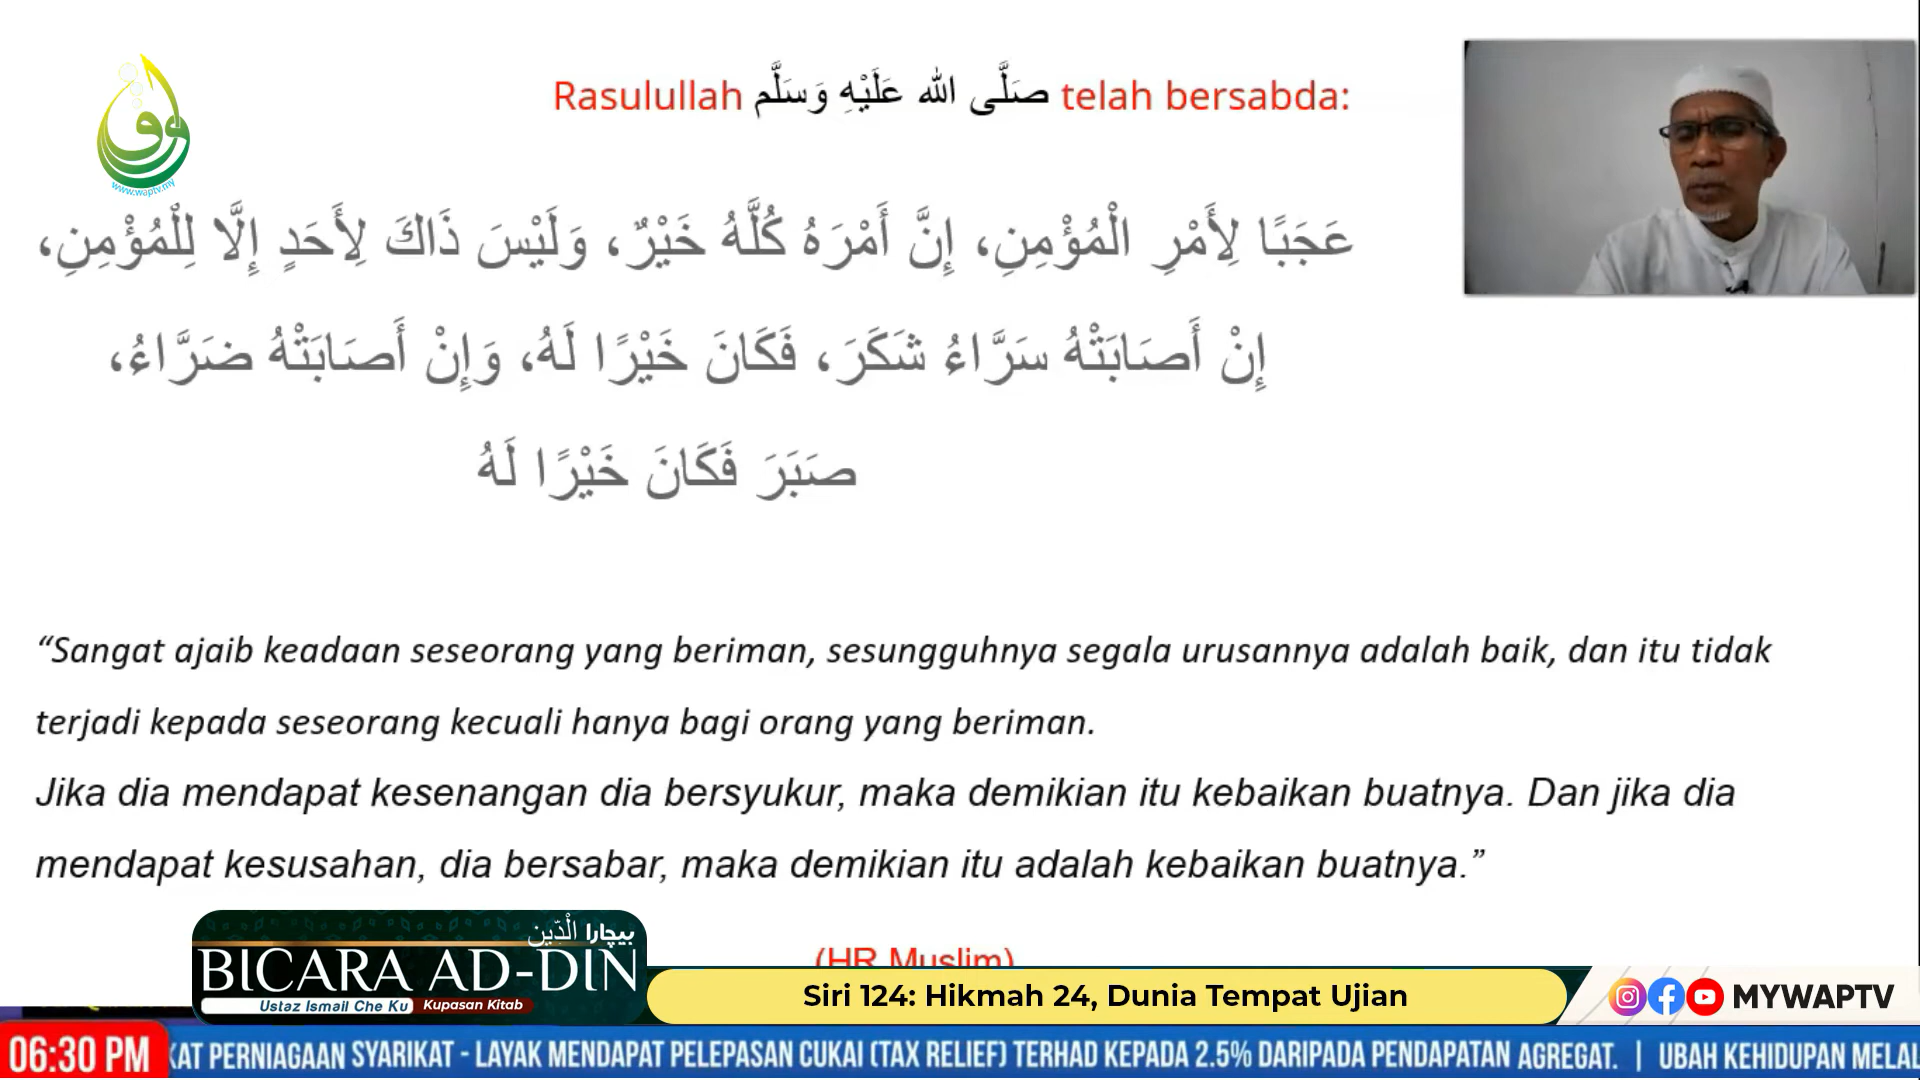 Rasulullah صَلَّى الله عَلَيْهِ وَسَلَّم telah bersabda:
www.waptv.my
عَجَبًا لِأَمْرِ الْمُؤْمِنِ، إِنَّ أَمْرَهُ كُلَّهُ خَيْرٌ، وَلَيْسَ ذَاكَ لِأَحَدٍ إِلَّا لِلْمُؤْمِنِ،
إِنْ أَصَابَتْهُ سَرَّاءُ شَكَرَ، فَكَانَ خَيْرًا لَهُ، وَإِنْ أَصَابَتْهُ ضَرَّاءُ،
صَبَرَ فَكَانَ خَيْرًا لَهُ
“Sangat ajaib keadaan seseorang yang beriman, sesungguhnya segala urusannya adalah baik, dan itu tidak
terjadi kepada seseorang kecuali hanya bagi orang yang beriman.
Jika dia mendapat kesenangan dia bersyukur, maka demikian itu kebaikan buatnya. Dan jika dia
mendapat kesusahan, dia bersabar, maka demikian itu adalah kebaikan buatnya.”
(HR Muslim)
بيچارا الْدِّين
BICARA AD-DIN
Ustaz Ismail Che Ku Kupasan Kitab
Siri 124: Hikmah 24, Dunia Tempat Ujian
MYWAPTV
06:30 PM
KAT PERNIAGAAN SYARIKAT - LAYAK MENDAPAT PELEPASAN CUKAI (TAX RELIEF) TERHAD KEPADA 2.5% DARIPADA PENDAPATAN AGREGAT. | UBAH KEHIDUPAN MELAL